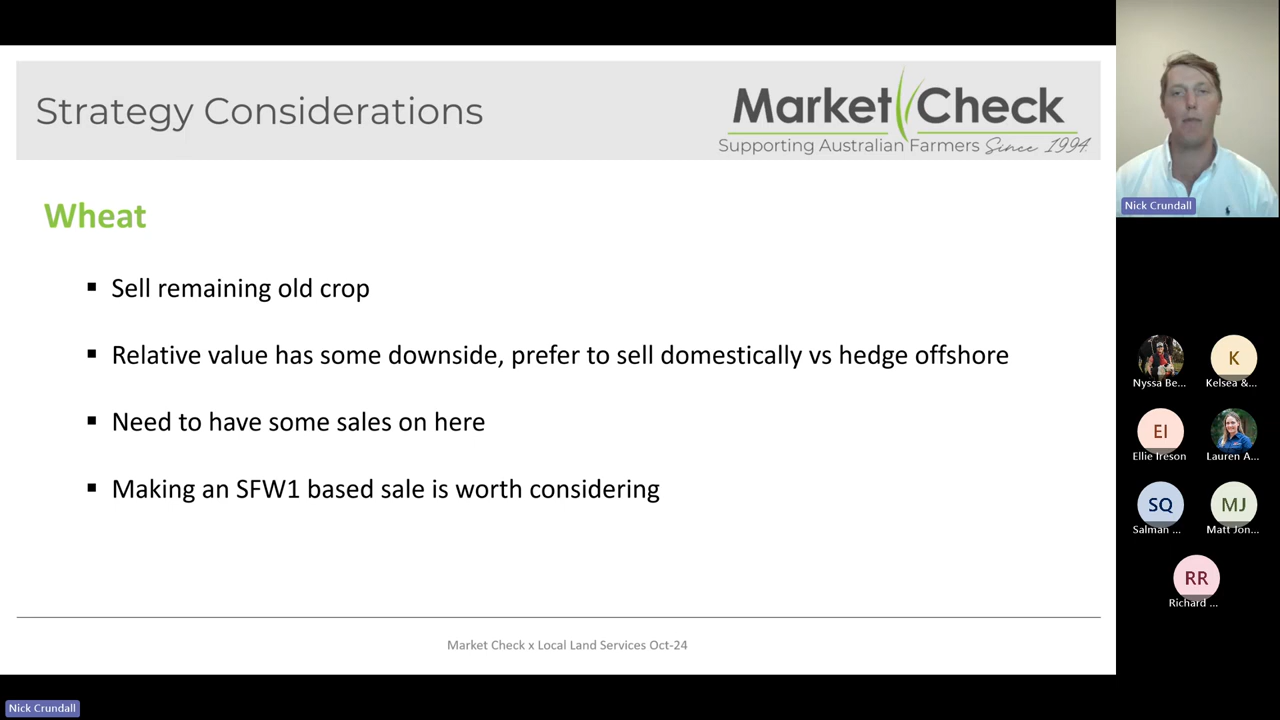 Strategy Considerations
Market Check
Supporting Australian Farmers Since 1994
Wheat
▪ Sell remaining old crop
▪ Relative value has some downside, prefer to sell domestically vs hedge offshore
▪ Need to have some sales on here
▪ Making an SFW1 based sale is worth considering
Market Check x Local Land Services Oct-24
Nick Crundall
Nyssa Be...
K
Kelsea &...
EI
Ellie Ireson
Lauren A...
SQ
Salman ...
MJ
Matt Jon...
RR
Richard ...
Nick Crundall